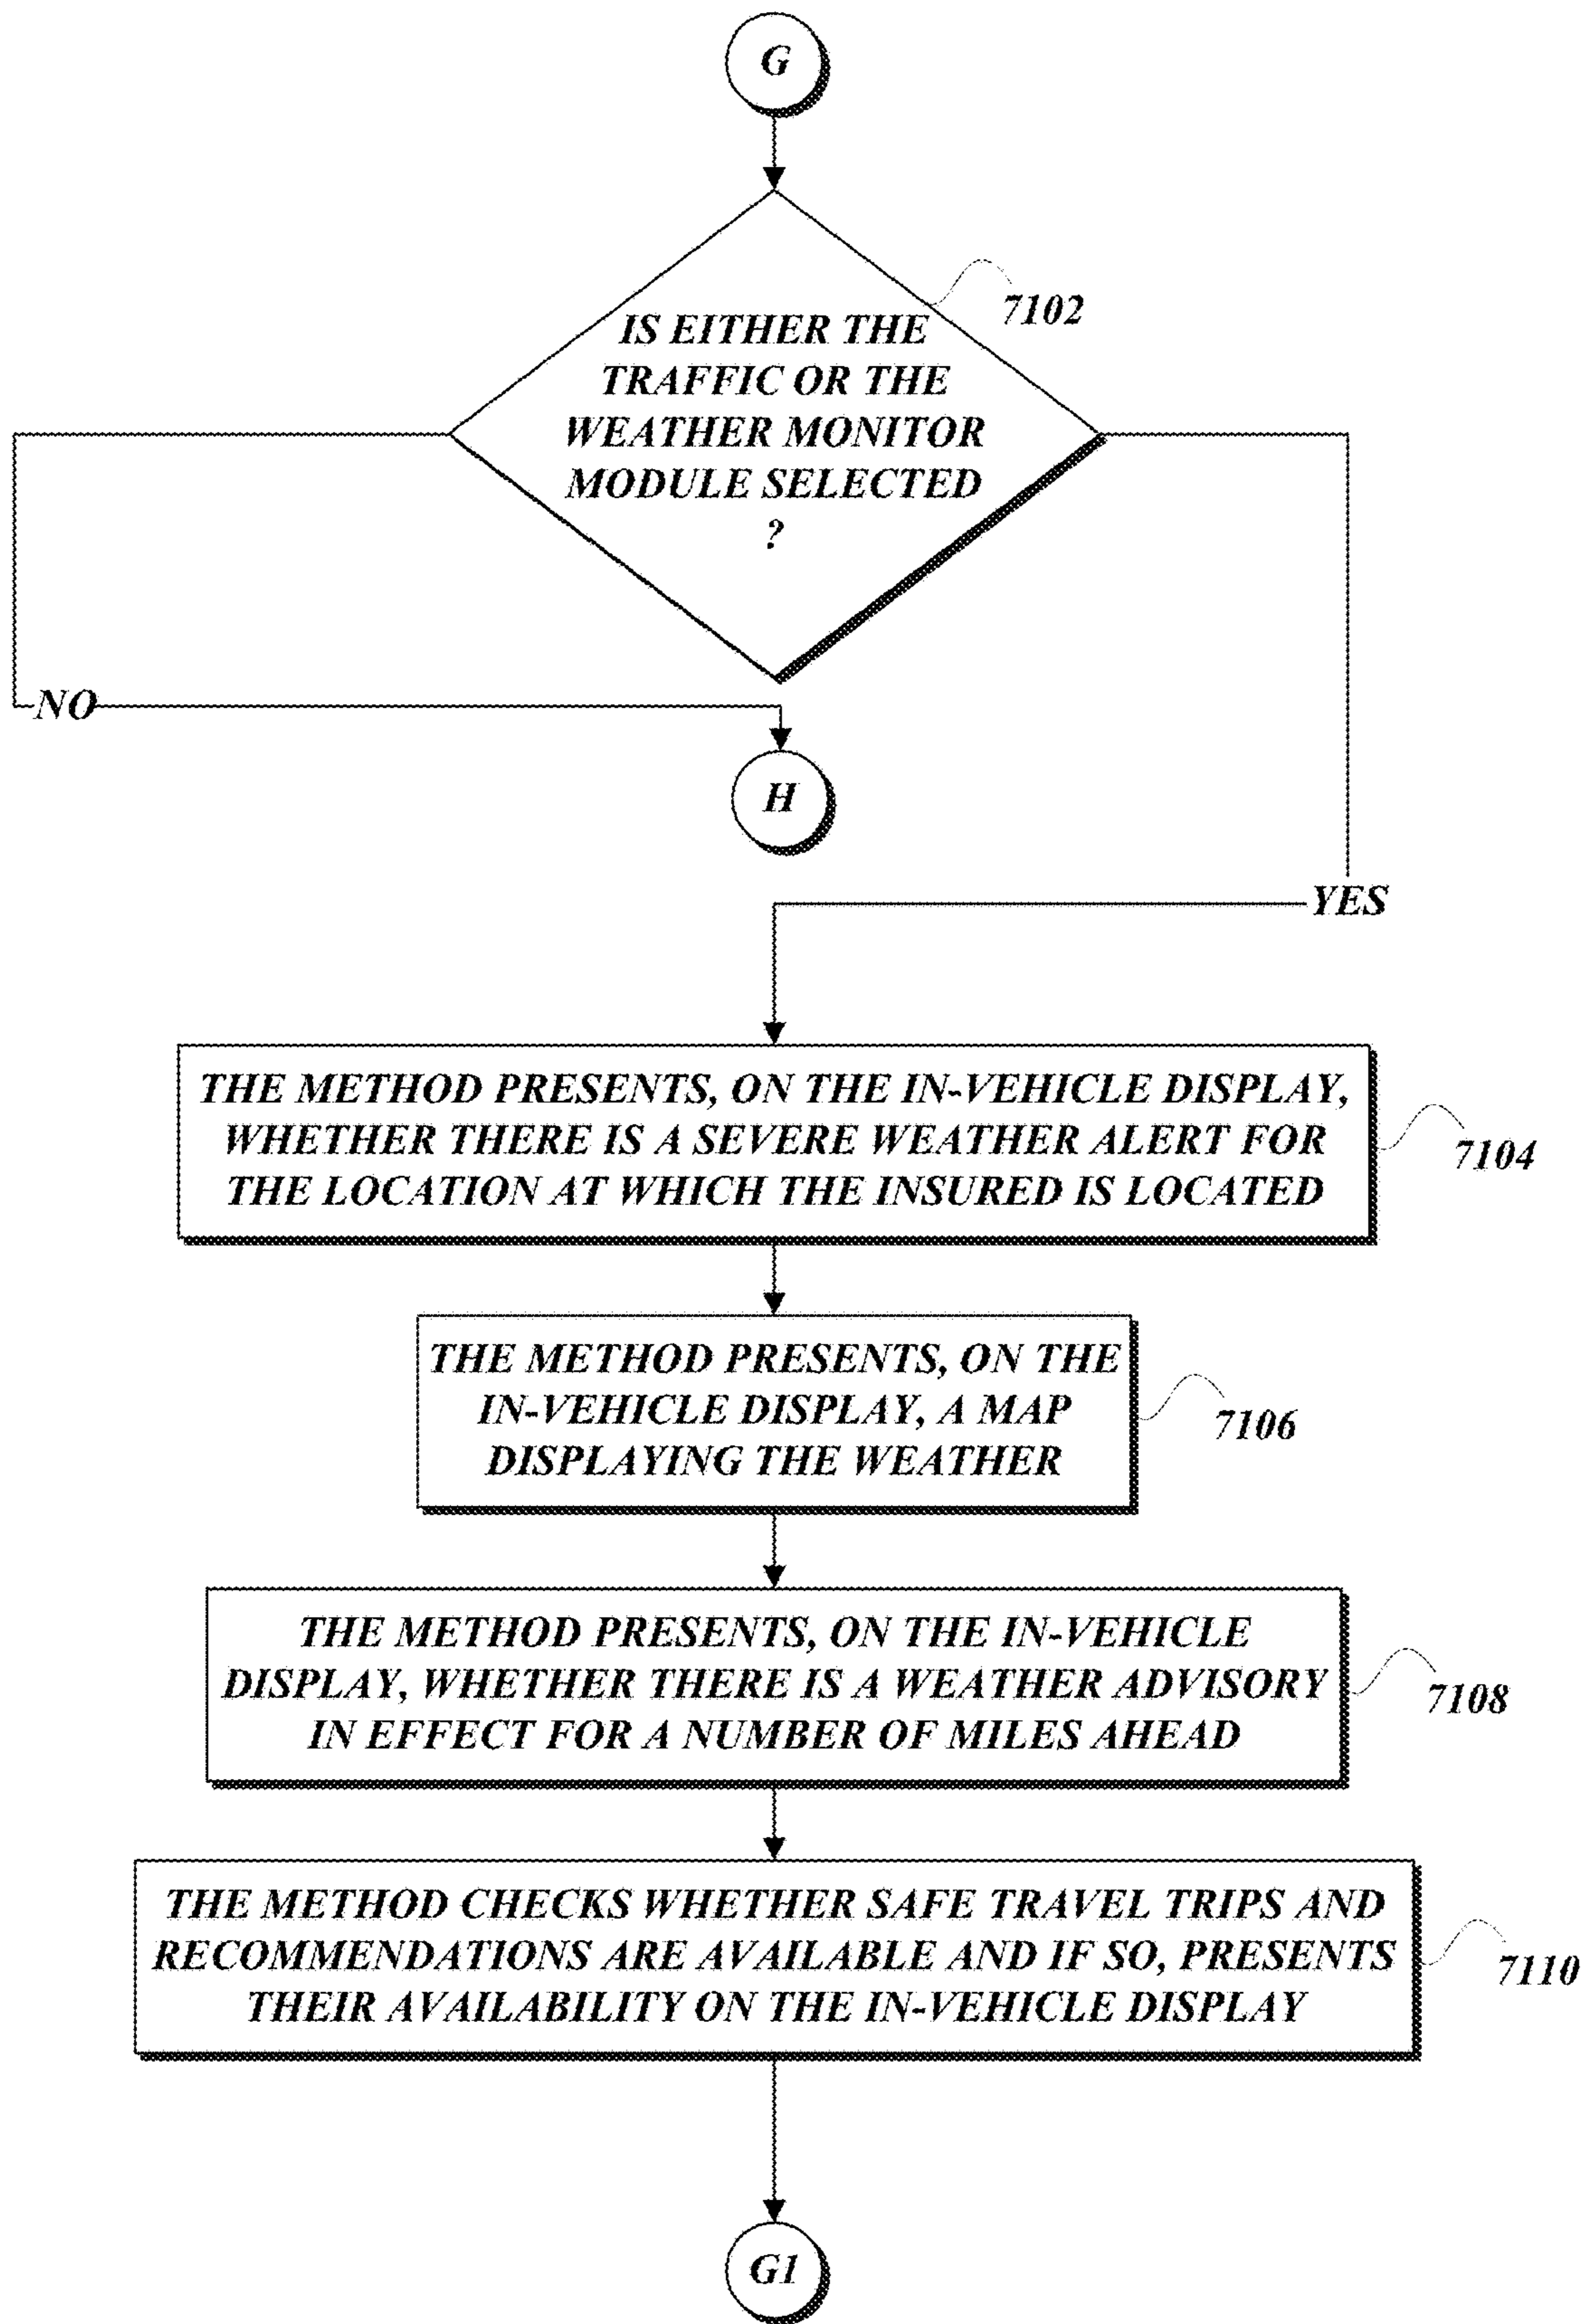 G
7102
IS EITHER THE
TRAFFIC OR THE
WEATHER MONITOR
MODULE SELECTED
?
NO
H
YES
THE METHOD PRESENTS, ON THE IN-VEHICLE DISPLAY,
WHETHER THERE IS A SEVERE WEATHER ALERT FOR
THE LOCATION AT WHICH THE INSURED IS LOCATED
7104
THE METHOD PRESENTS, ON THE
IN-VEHICLE DISPLAY, A MAP
DISPLAYING THE WEATHER
7106
THE METHOD PRESENTS, ON THE IN-VEHICLE
DISPLAY, WHETHER THERE IS A WEATHER ADVISORY
IN EFFECT FOR A NUMBER OF MILES AHEAD
7108
THE METHOD CHECKS WHETHER SAFE TRAVEL TRIPS AND
RECOMMENDATIONS ARE AVAILABLE AND IF SO, PRESENTS
THEIR AVAILABILITY ON THE IN-VEHICLE DISPLAY
7110
G1